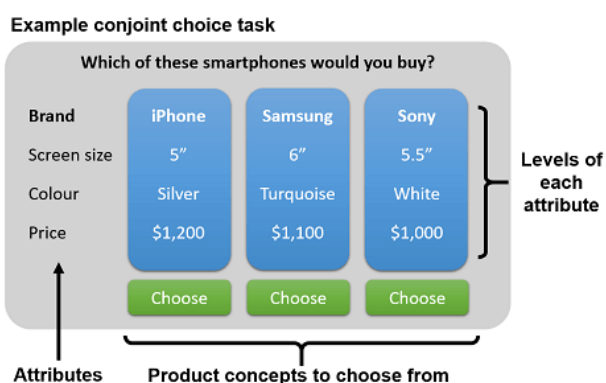 Example conjoint choice task
Which of these smartphones would you buy?
Brand iPhone Samsung Sony
Screen size 5” 6” 5.5”
Colour Silver Turquoise White
Price $1,200 $1,100 $1,000
Choose Choose Choose
Levels of
each
attribute
Attributes
Product concepts to choose from